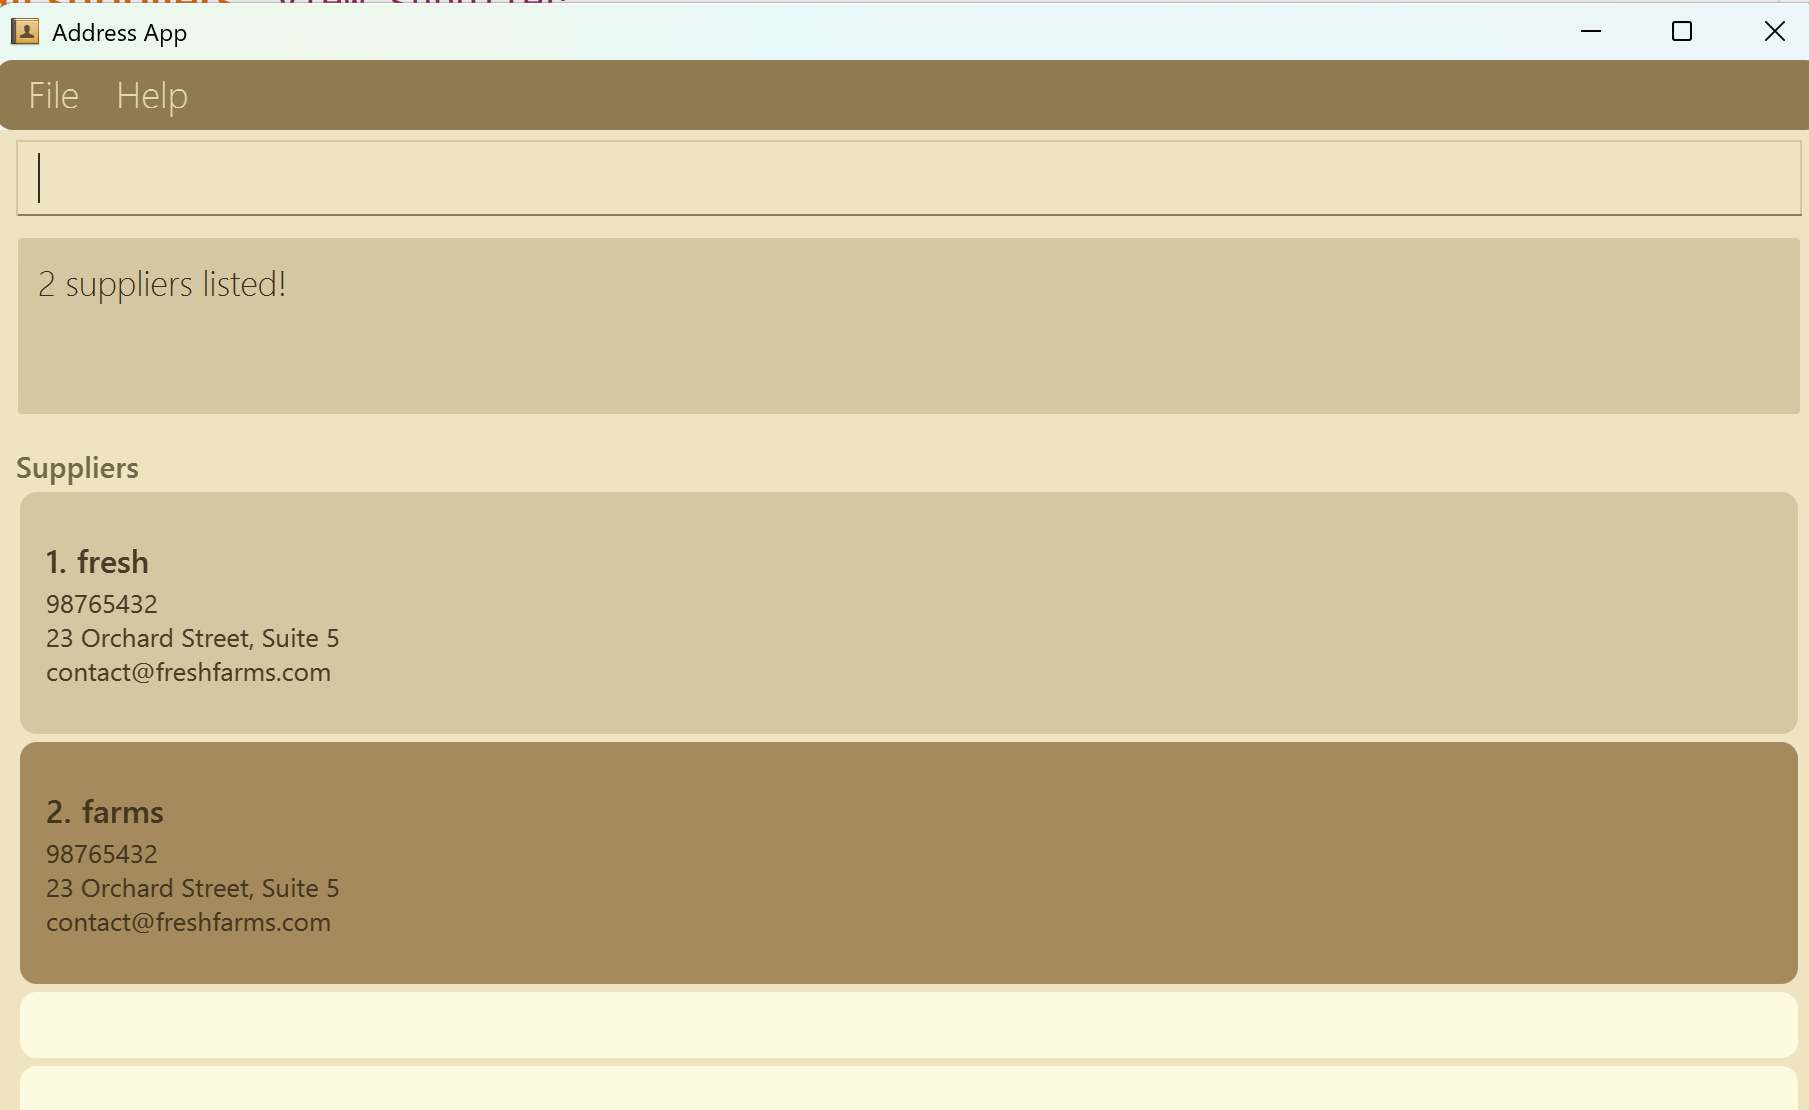 Address App
File Help
2 suppliers listed!
Suppliers
1. fresh
98765432
23 Orchard Street, Suite 5
contact@freshfarms.com
2. farms
98765432
23 Orchard Street, Suite 5
contact@freshfarms.com